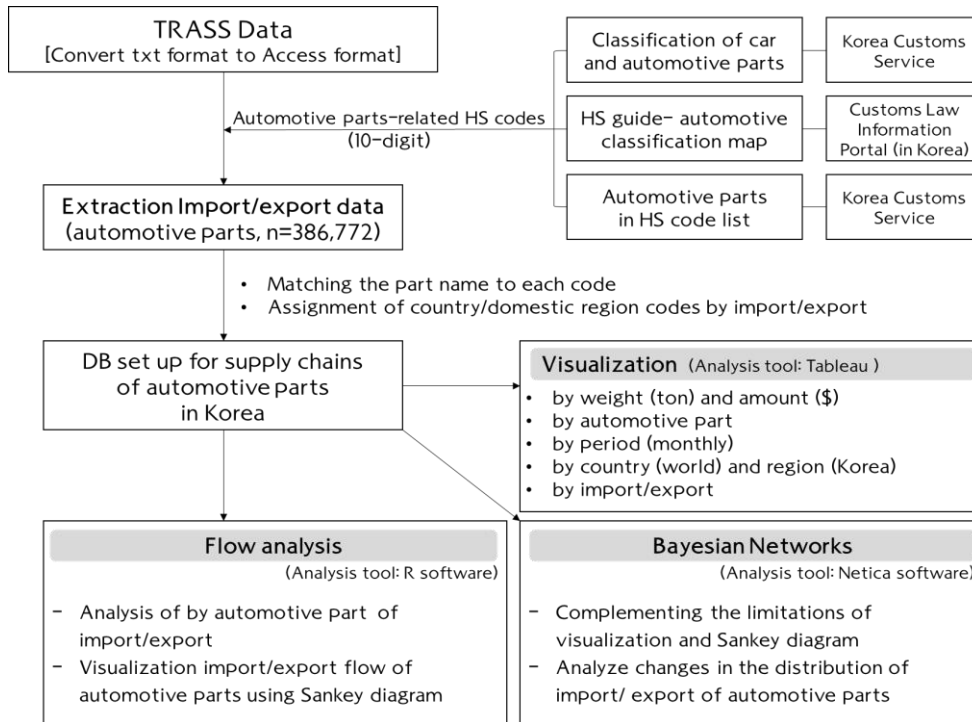 TRASS Data
[Convert txt format to Access format]
Classification of car
and automotive parts
Korea Customs
Service
Automotive parts-related HS codes
(10-digit)
HS guide- automotive
classification map
Customs Law
Information
Portal (in Korea)
Automotive parts
in HS code list
Korea Customs
Service
Extraction Import/export data
(automotive parts, n=386,772)
• Matching the part name to each code
• Assignment of country/domestic region codes by import/export
DB set up for supply chains
of automotive parts
in Korea
Visualization (Analysis tool: Tableau )
• by weight (ton) and amount ($)
• by automotive part
• by period (monthly)
• by country (world) and region (Korea)
• by import/export
Flow analysis
(Analysis tool: R software)
– Analysis of by automotive part of
import/export
– Visualization import/export flow of
automotive parts using Sankey diagram
Bayesian Networks
(Analysis tool: Netica software)
– Complementing the limitations of
visualization and Sankey diagram
– Analyze changes in the distribution of
import/ export of automotive parts